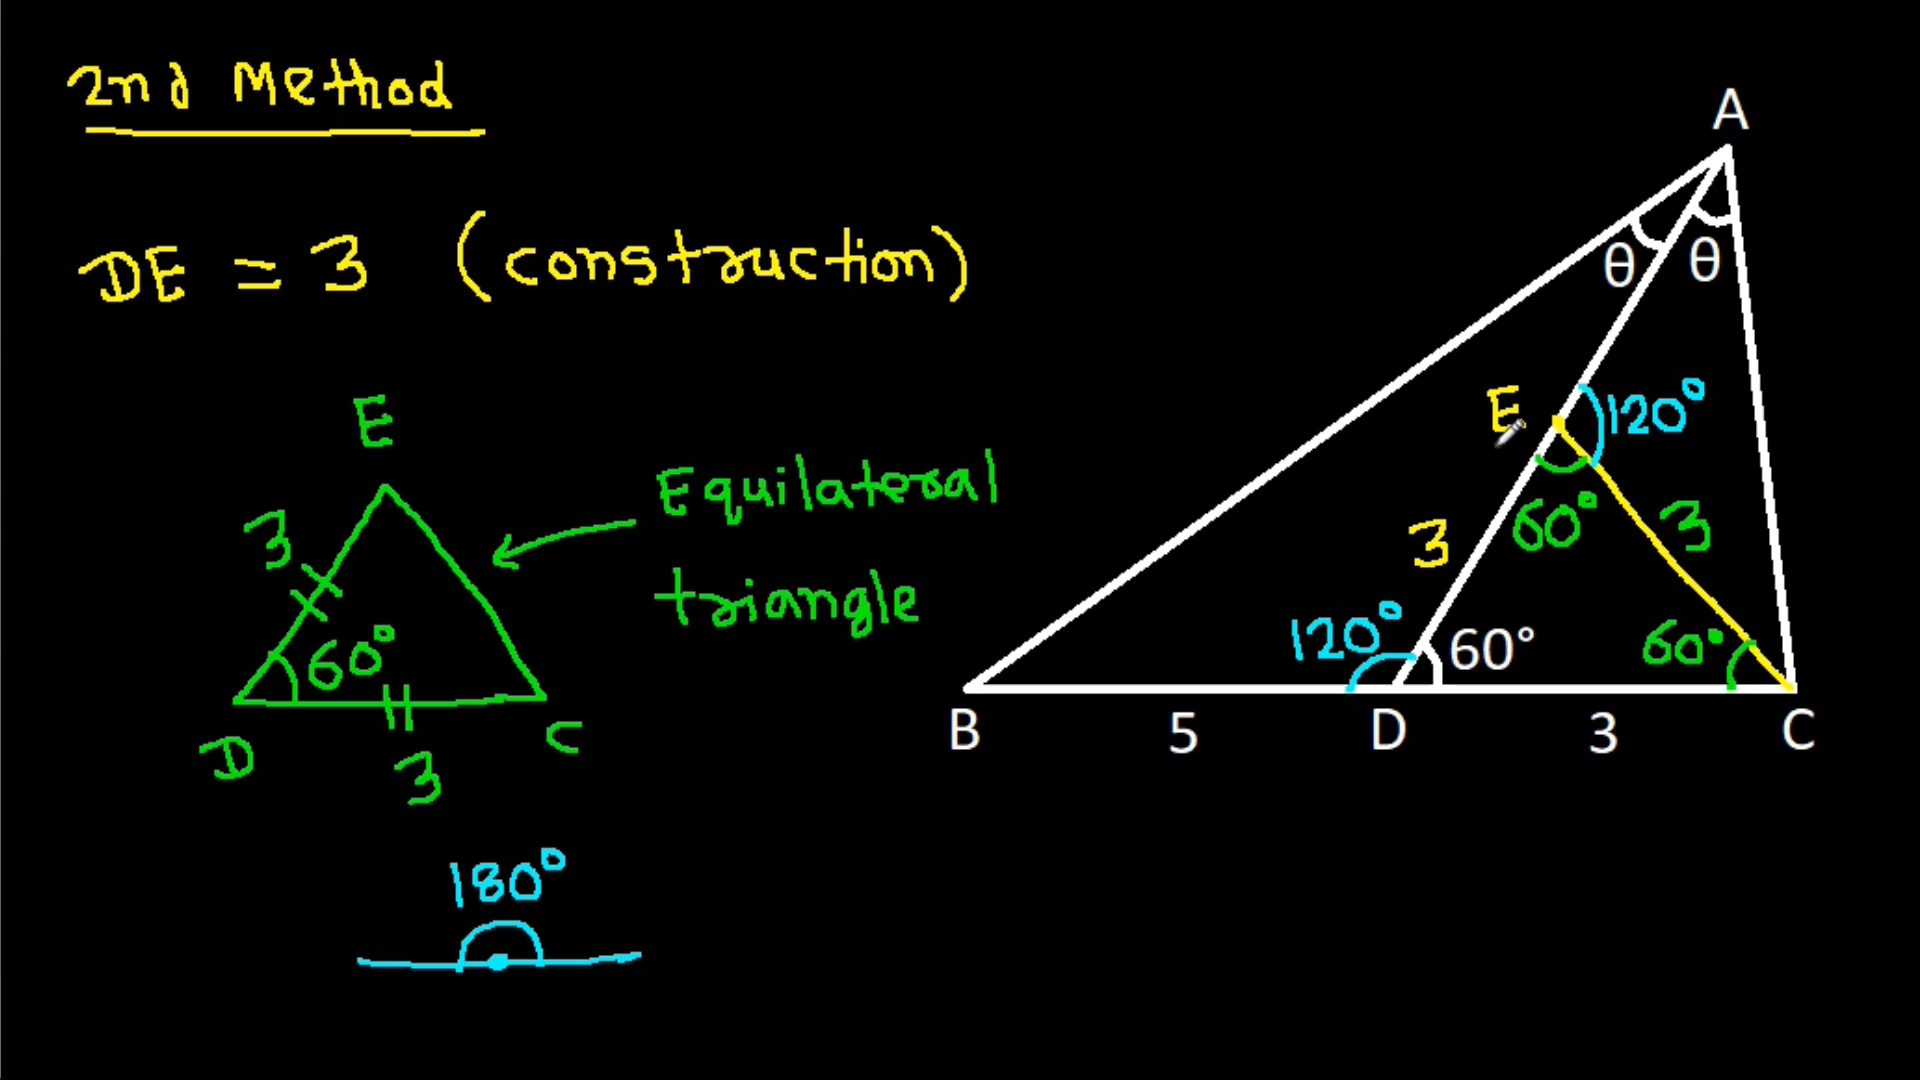 2nd Method
DE = 3 (construction)
E
3
60°
D
3
C
Equilateral
triangle
180°
A
θ θ
E
120°
60°
3
3
120°
60°
60°
B
5
D
3
C